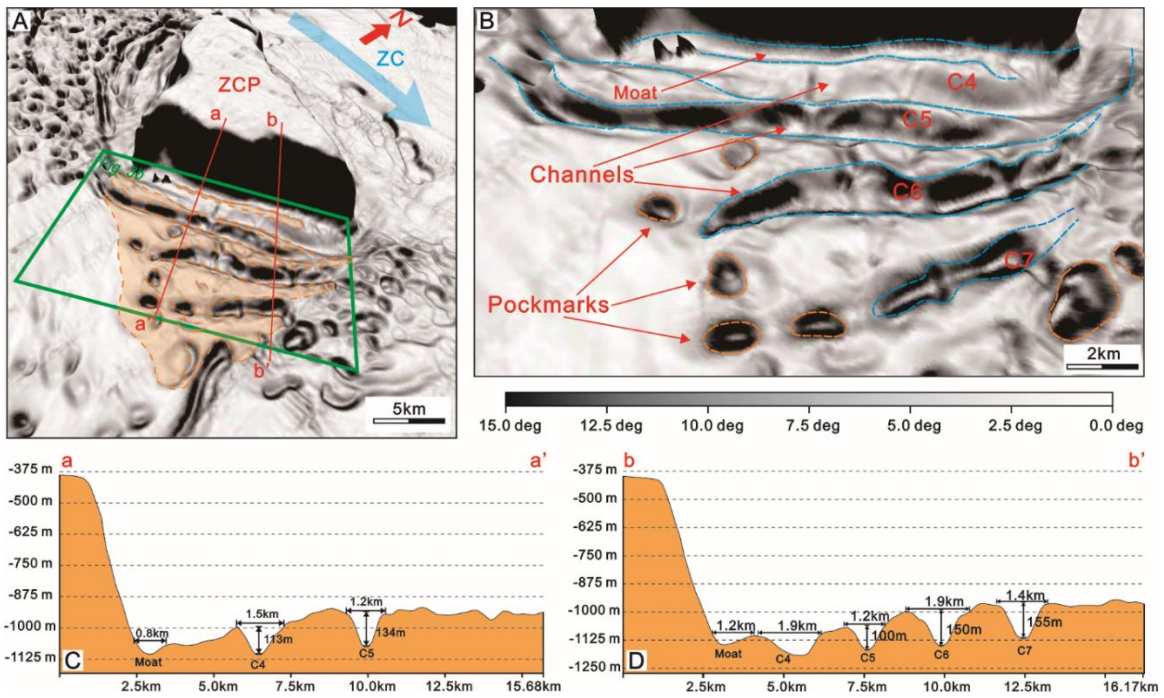 A
N
ZC
ZCP
a
b
a'
b'
5km
B
Moat
C4
C5
Channels
C6
C7
Pockmarks
2km
15.0 deg 12.5 deg 10.0 deg 7.5 deg 5.0 deg 2.5 deg 0.0 deg
a a'
-375 m
-500 m
-625 m
-750 m
-875 m
-1000 m
-1125 m
0.8km
Moat
1.5km
113m
C4
1.2km
134m
C5
C
2.5km 5.0km 7.5km 10.0km 12.5km 15.68km
b b'
-375 m
-500 m
-625 m
-750 m
-875 m
-1000 m
-1125 m
-1250 m
1.2km
Moat
1.9km
C4
1.2km
100m
C5
1.9km
150m
C6
1.4km
155m
C7
D
2.5km 5.0km 7.5km 10.0km 12.5km 16.17km